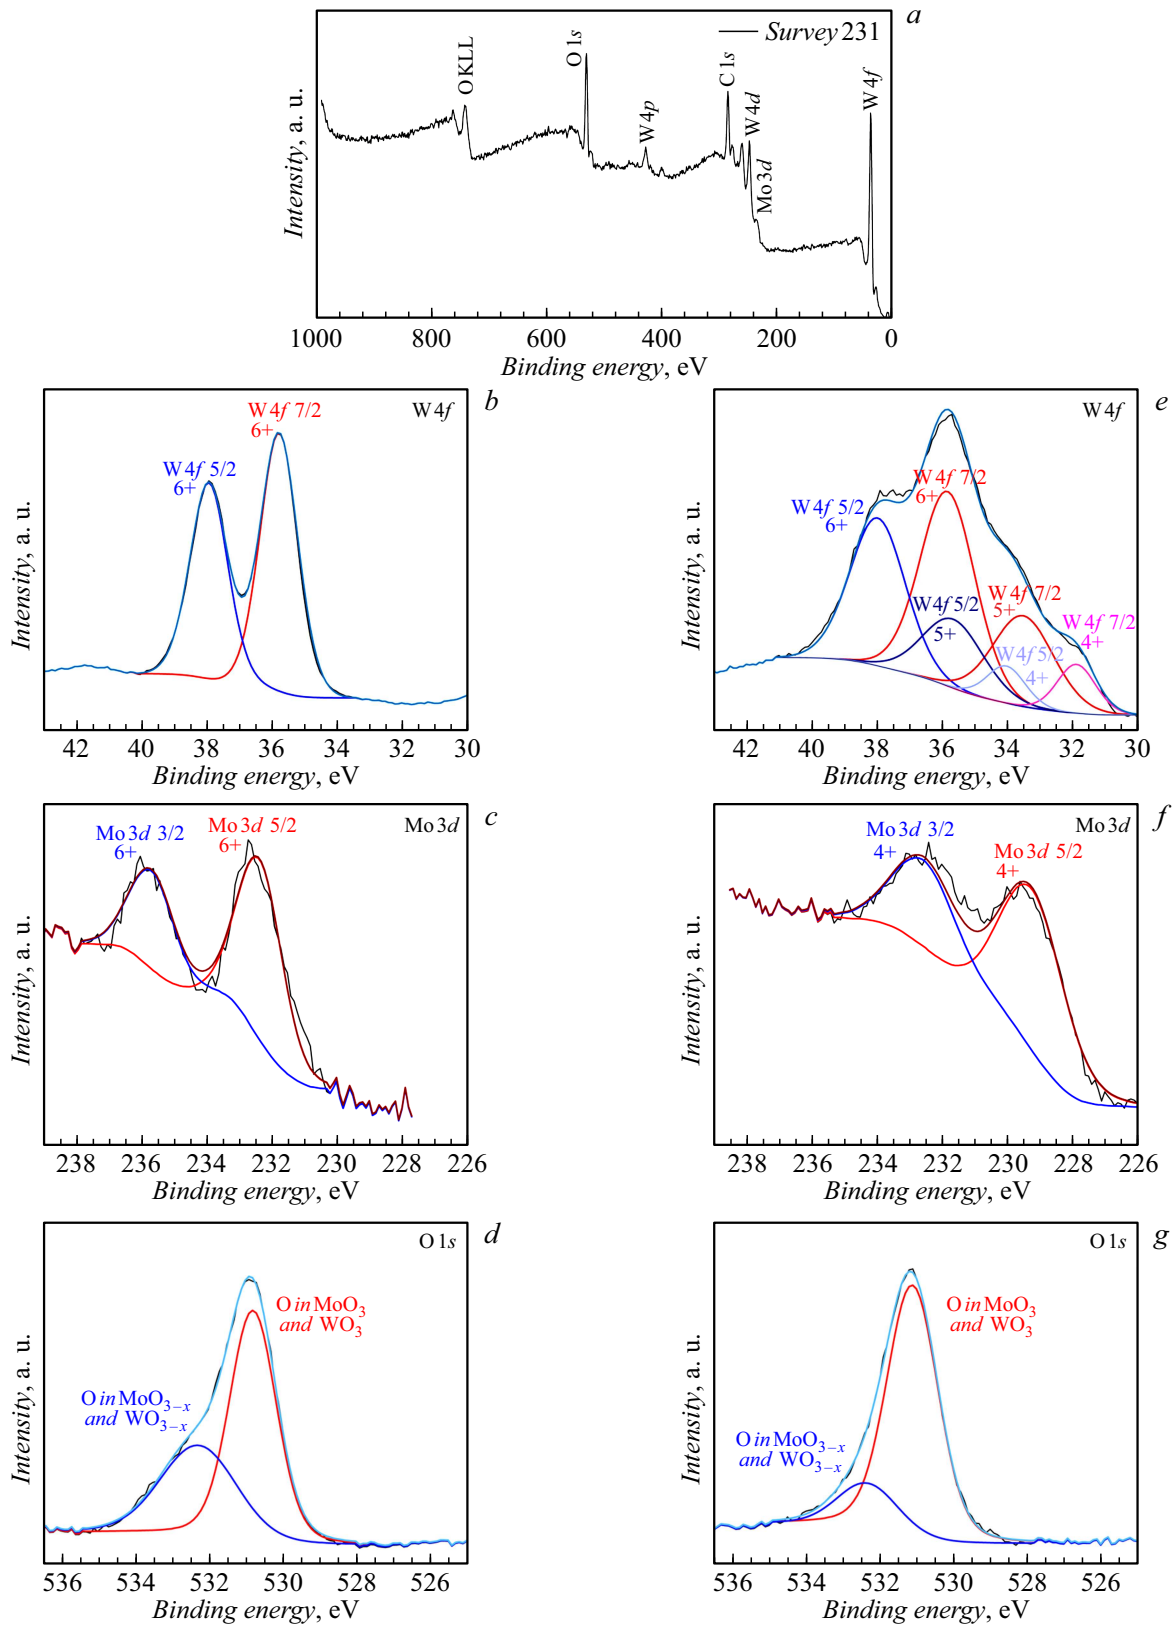 a
Survey 231
O KLL
O 1s
W 4p
C 1s
W 4d
Mo 3d
W 4f
Intensity, a. u.
1000 800 600 400 200 0
Binding energy, eV
b
W 4f
W 4f 7/2
6+
W 4f 5/2
6+
Intensity, a. u.
42 40 38 36 34 32 30
Binding energy, eV
e
W 4f
W 4f 7/2
6+
W 4f 5/2
6+
W 4f 5/2
5+
W 4f 7/2
5+
W 4f 5/2
4+
W 4f 7/2
4+
Intensity, a. u.
42 40 38 36 34 32 30
Binding energy, eV
c
Mo 3d
Mo 3d 3/2
6+
Mo 3d 5/2
6+
Intensity, a. u.
238 236 234 232 230 228 226
Binding energy, eV
f
Mo 3d
Mo 3d 3/2
4+
Mo 3d 5/2
4+
Intensity, a. u.
238 236 234 232 230 228 226
Binding energy, eV
d
O 1s
O in MoO₃
and WO₃
O in MoO₃₋ₓ
and WO₃₋ₓ
Intensity, a. u.
536 534 532 530 528 526
Binding energy, eV
g
O 1s
O in MoO₃
and WO₃
O in MoO₃₋ₓ
and WO₃₋ₓ
Intensity, a. u.
536 534 532 530 528 526
Binding energy, eV